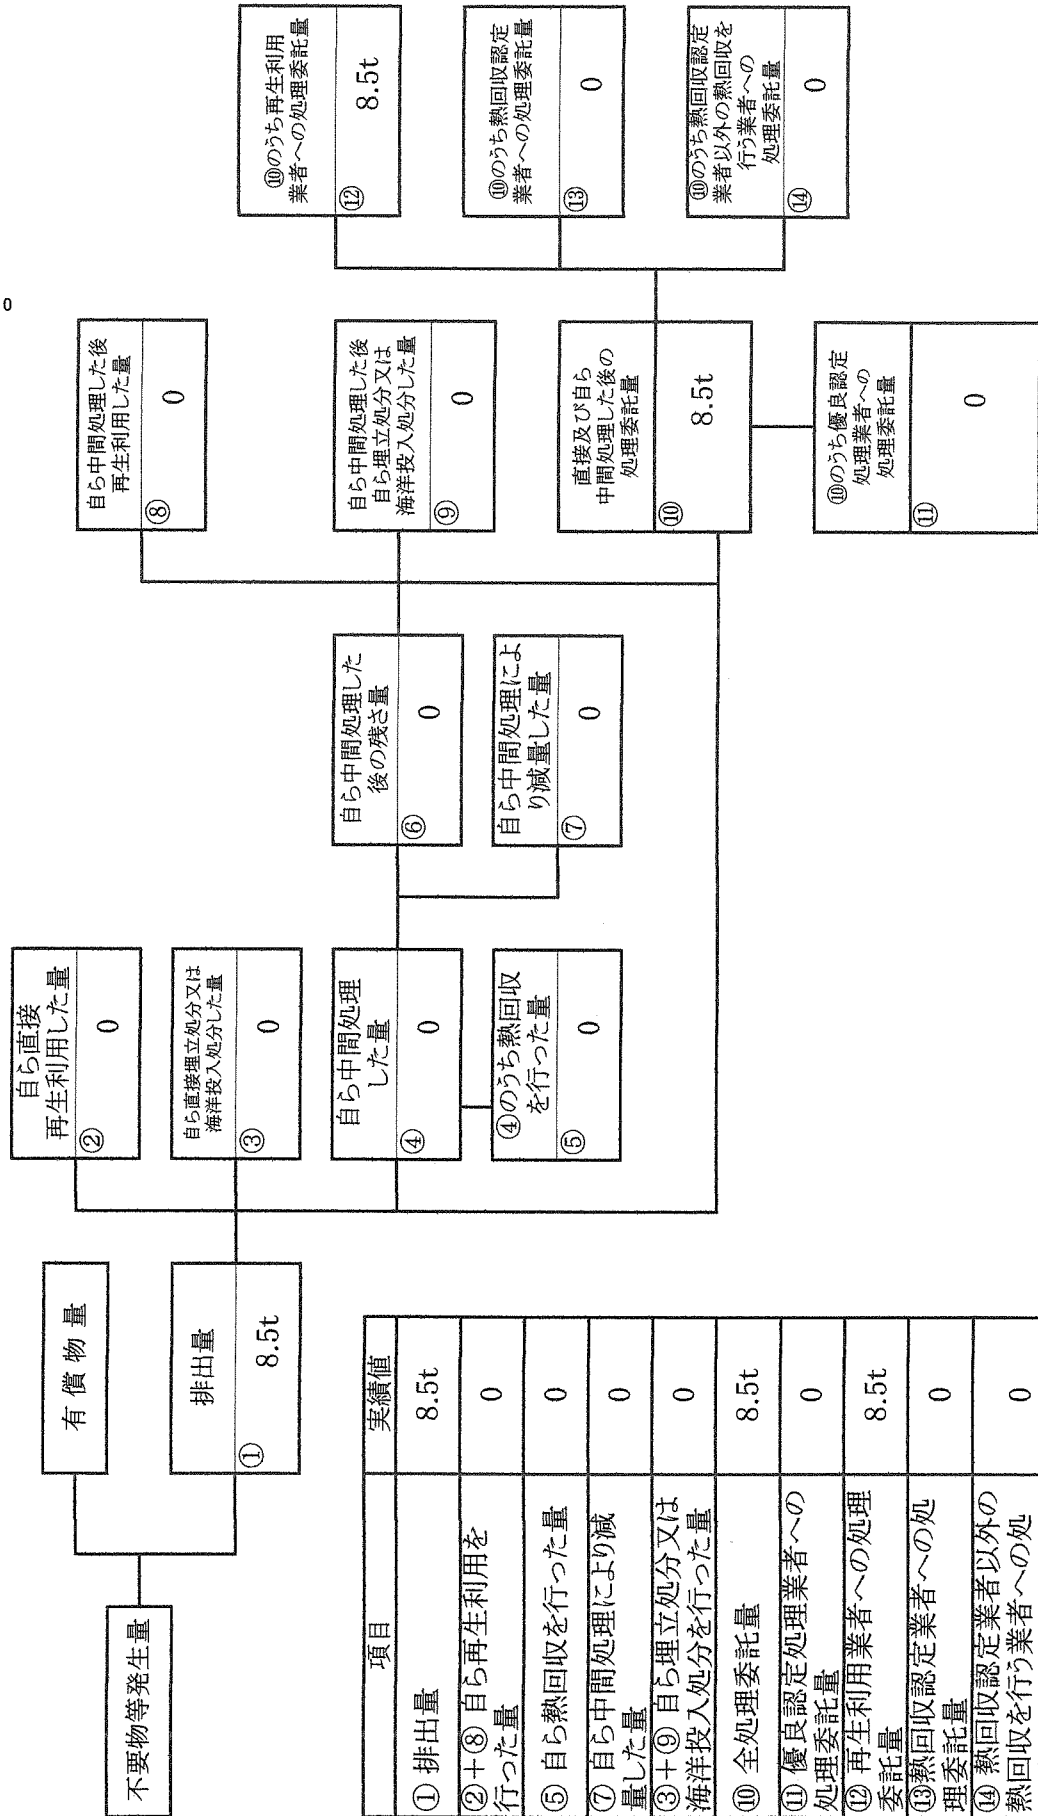 0
不要物等発生量
有償物量
排出量
① 8.5t
自ら直接
再生利用した量
② 0
自ら直接埋立処分又は
海洋投入処分した量
③ 0
自ら中間処理
した量
④ 0
④のうち熱回収
を行った量
⑤ 0
自ら中間処理した
後の残さ量
⑥ 0
自ら中間処理によ
り減量した量
⑦ 0
自ら中間処理した後
再生利用した量
⑧ 0
自ら中間処理した後
自ら埋立処分又は
海洋投入処分した量
⑨ 0
直接及び自ら
中間処理した後の
処理委託量
⑩ 8.5t
⑩のうち優良認定
処理業者への
処理委託量
⑪ 0
⑩のうち再生利用
業者への処理委託量
⑫ 8.5t
⑩のうち熱回収認定
業者への処理委託量
⑬ 0
⑩のうち熱回収認定
業者以外の熱回収を
行う業者への
処理委託量
⑭ 0
項目 実績値
① 排出量 8.5t
②+⑧ 自ら再生利用を
行った量 0
⑤ 自ら熱回収を行った量 0
⑦ 自ら中間処理により減
量した量 0
③+⑨ 自ら埋立処分又は
海洋投入処分を行った量 0
⑩ 全処理委託量 8.5t
⑪ 優良認定処理業者への
処理委託量 0
⑫ 再生利用業者への処理
委託量 8.5t
⑬熱回収認定業者への処
理委託量 0
⑭ 熱回収認定業者以外の
熱回収を行う業者への処 0